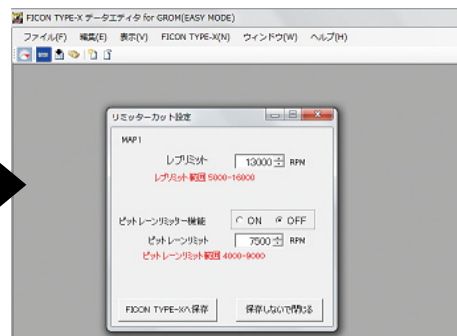 FICON TYPE-X データエディタ for GROM(EASY MODE)
ファイル(F) 編集(E) 表示(V) FICON TYPE-X(N) ウィンドウ(W) ヘルプ(H)
リミッターカット設定
MAP1
レブリミット 13000 RPM
レブリミット範囲 5000-16000
ピットレーンリミッター機能 ON OFF
ピットレーンリミット 7500 RPM
ピットレーンリミット範囲 4000-9000
FICON TYPE-Xへ保存 保存しないで閉じる